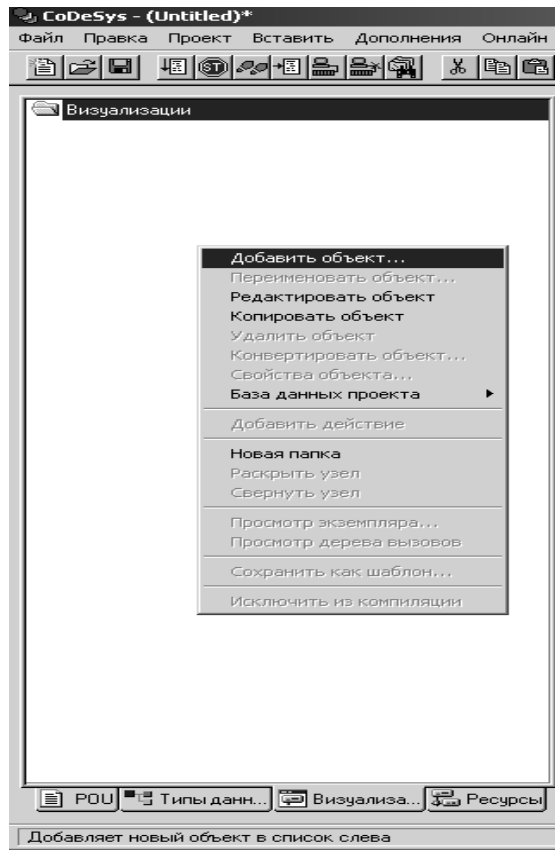 CoDeSys - (Untitled)*
Файл Правка Проект Вставить Дополнения Онлайн
ST
Визуализации
Добавить объект...
Переименовать объект...
Редактировать объект
Копировать объект
Удалить объект
Конвертировать объект...
Свойства объекта...
База данных проекта
Добавить действие
Новая папка
Раскрыть узел
Свернуть узел
Просмотр экземпляра...
Просмотр дерева вызовов
Сохранить как шаблон...
Исключить из компиляции
POU Типы данн... Визуализа... Ресурсы
Добавляет новый объект в список слева